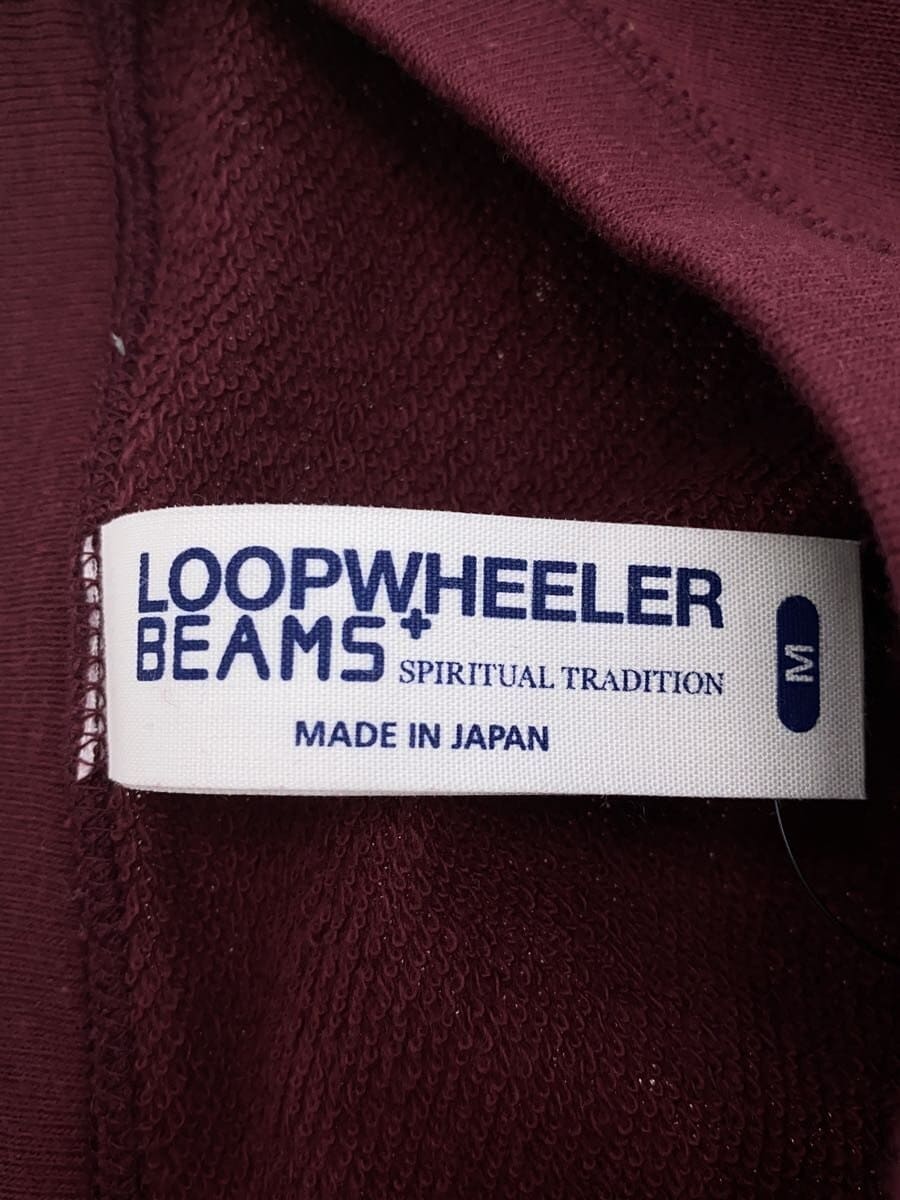 LOOPWHEELER
BEAMS+ SPIRITUAL TRADITION
MADE IN JAPAN
M